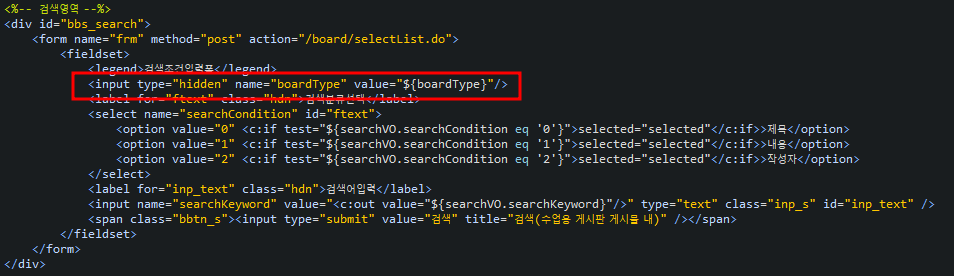 <%-- 검색영역 --%>
<div id="bbs_search">
<form name="frm" method="post" action="/board/selectList.do">
<fieldset>
<legend>검색조건입력폼</legend>
<input type="hidden" name="boardType" value="${boardType}"/>
<label for="ftext" class="hdn">검색분류선택</label>
<select name="searchCondition" id="ftext">
<option value="0" <c:if test="${searchVO.searchCondition eq '0'}">selected="selected"</c:if>>제목</option>
<option value="1" <c:if test="${searchVO.searchCondition eq '1'}">selected="selected"</c:if>>내용</option>
<option value="2" <c:if test="${searchVO.searchCondition eq '2'}">selected="selected"</c:if>>작성자</option>
</select>
<label for="inp_text" class="hdn">검색어입력</label>
<input name="searchKeyword" value="<c:out value="${searchVO.searchKeyword}"/>" type="text" class="inp_s" id="inp_text" />
<span class="bbtn_s"><input type="submit" value="검색" title="검색(수업용 게시판 게시물 내)" /></span>
</fieldset>
</form>
</div>